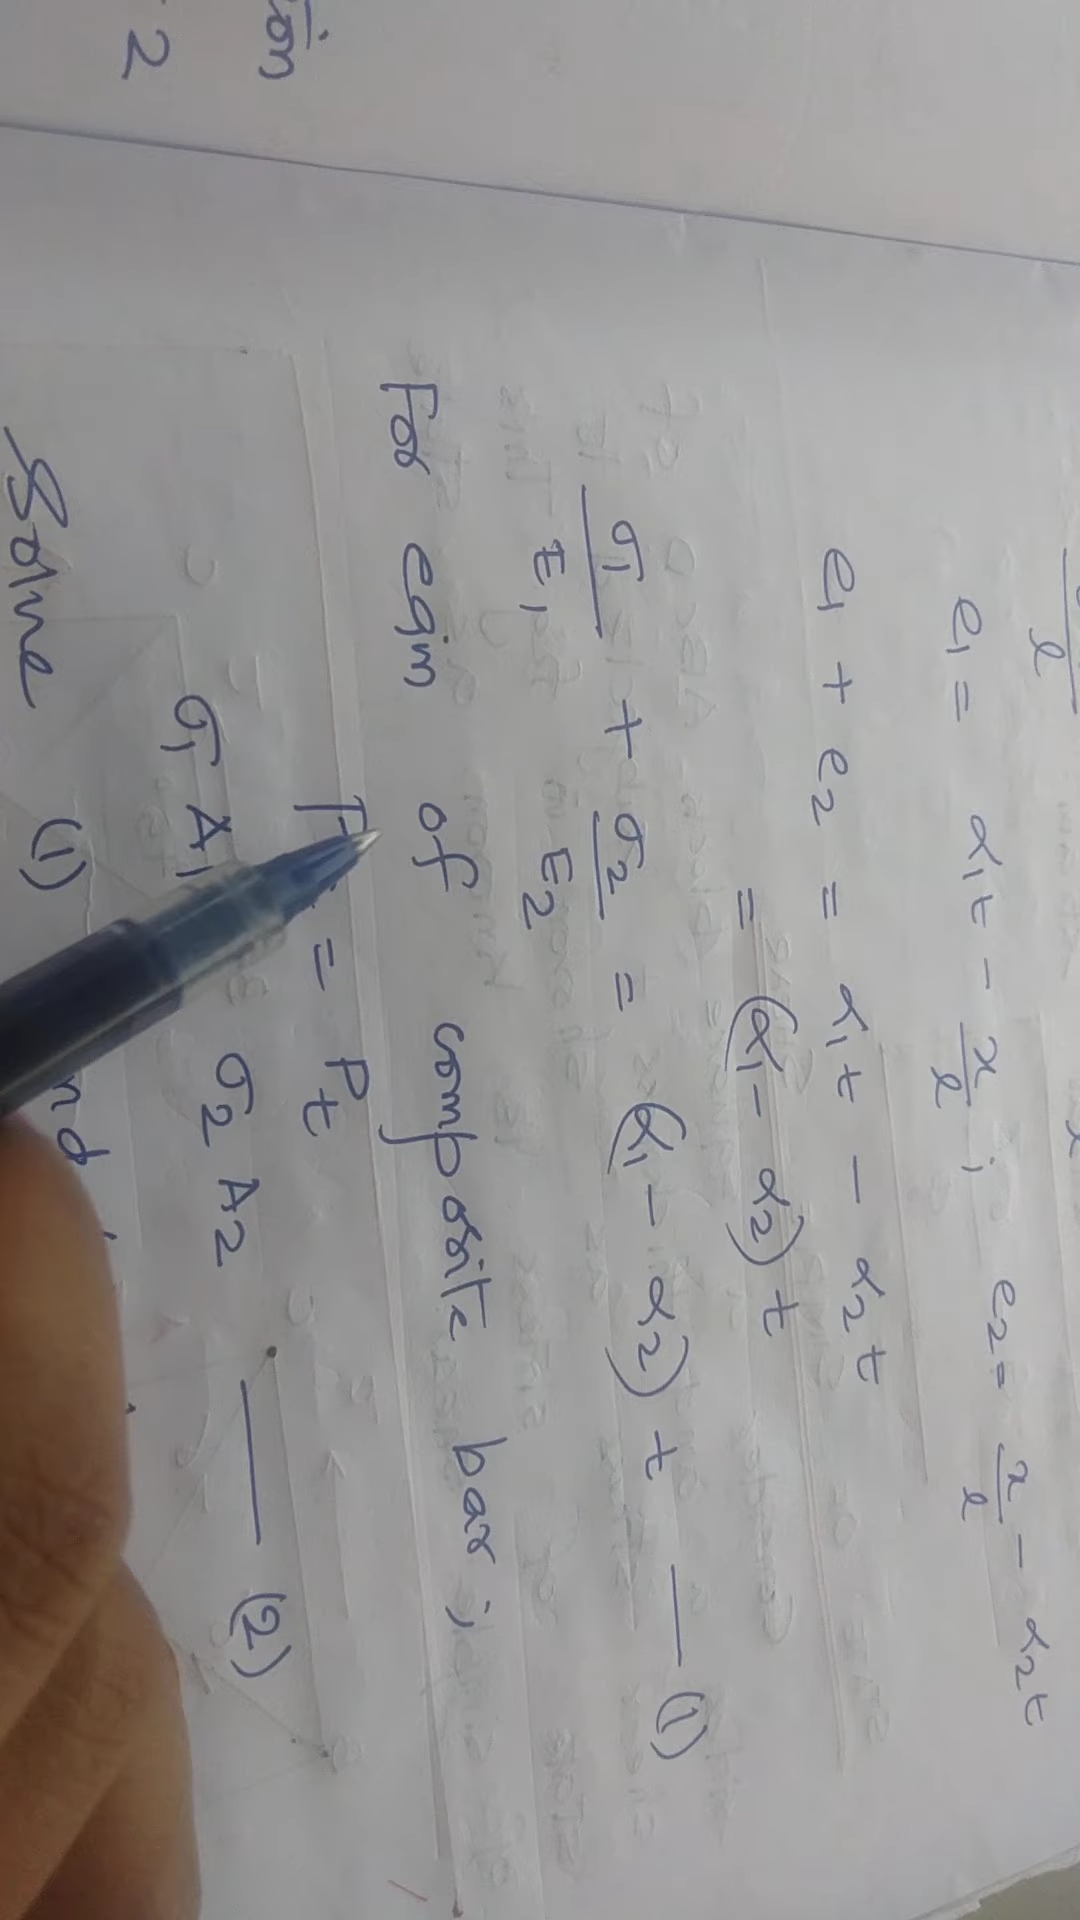 2
l
e₁ = α₁t - x/l ; e₂ = x/l - α₂t
e₁ + e₂ = α₁t - α₂t
= (α₁ - α₂) t
σ₁/E₁ + σ₂/E₂ = (α₁ - α₂) t — (1)
For eqm of composite bar ;
= Pt
σ₁ A₁ σ₂ A₂ — (2)
Solve (1)